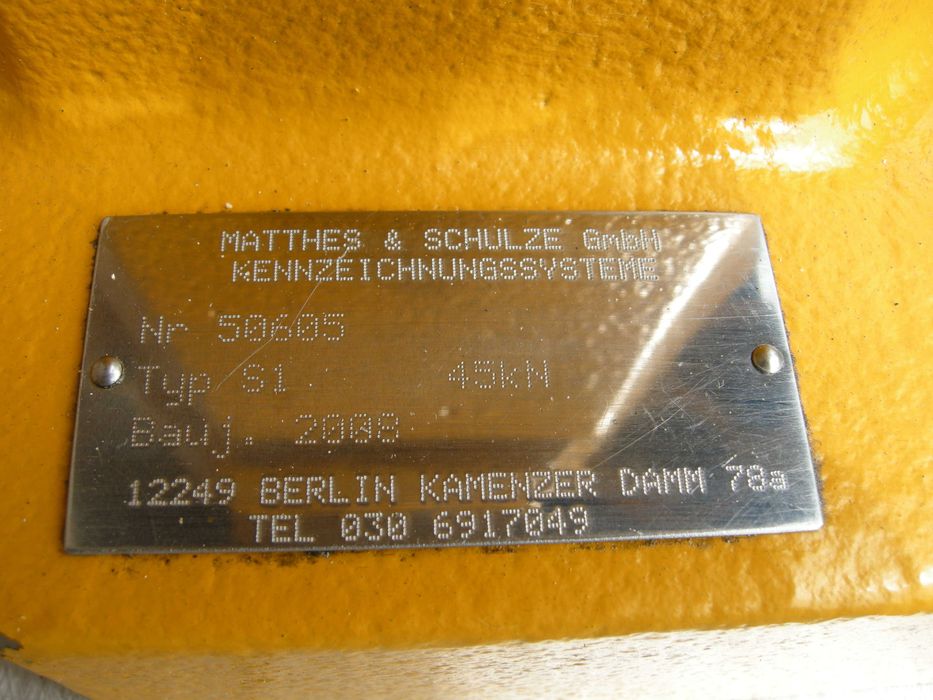 MATTHES & SCHULZE GmbH
KENNZEICHNUNGSSYSTEME
Nr 50605
Typ S1 45kN
Bauj. 2008
12249 BERLIN KAMENZER DAMM 78a
TEL 030 6917049